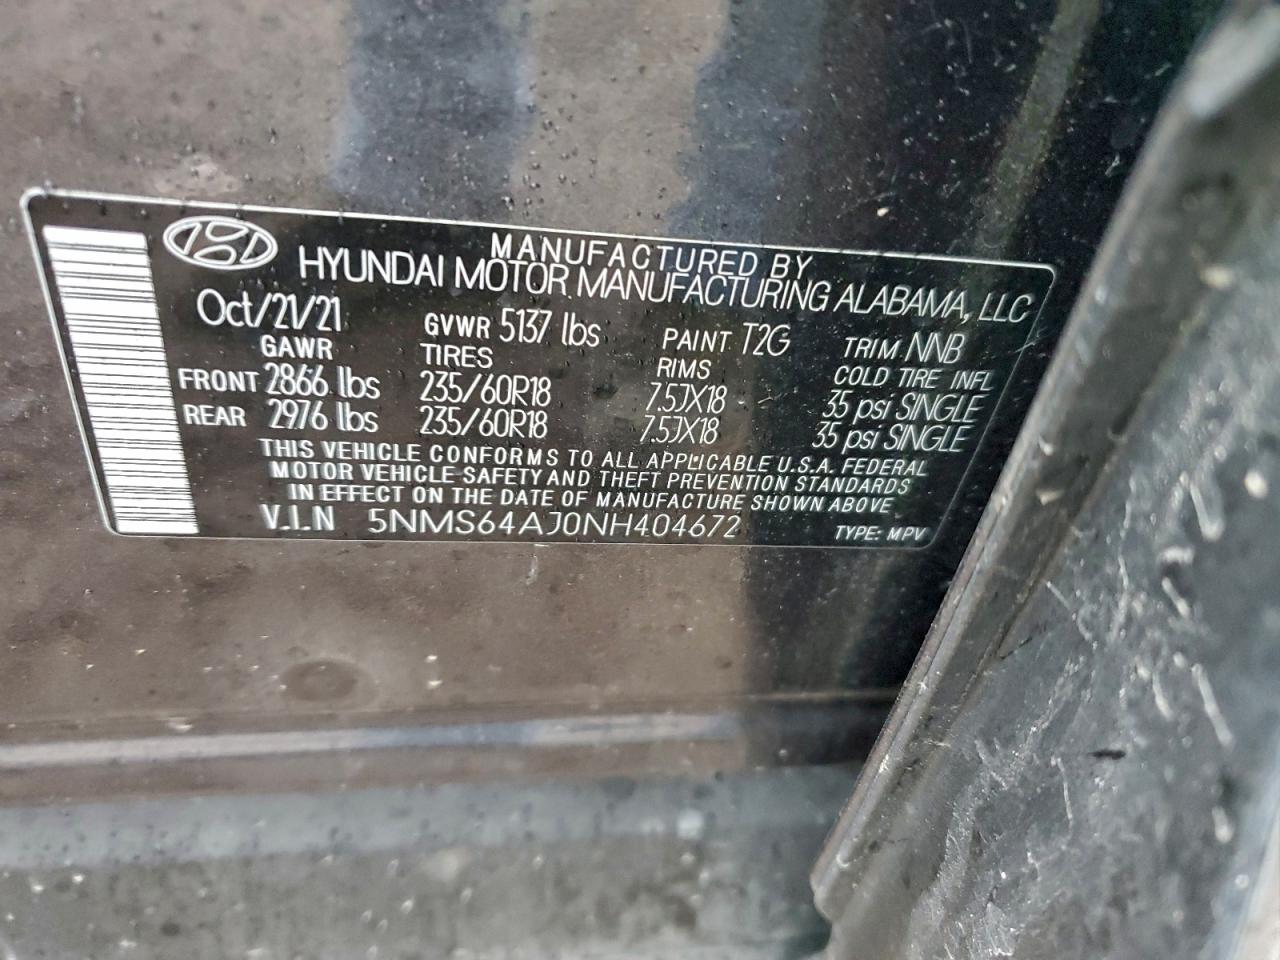 MANUFACTURED BY
HYUNDAI MOTOR MANUFACTURING ALABAMA, LLC
Oct/21/21 GVWR 5137 lbs PAINT T2G TRIM NNB
GAWR TIRES RIMS COLD TIRE INFL
FRONT 2866 lbs 235/60R18 7.5JX18 35 psi SINGLE
REAR 2976 lbs 235/60R18 7.5JX18 35 psi SINGLE
THIS VEHICLE CONFORMS TO ALL APPLICABLE U.S.A. FEDERAL
MOTOR VEHICLE SAFETY AND THEFT PREVENTION STANDARDS
IN EFFECT ON THE DATE OF MANUFACTURE SHOWN ABOVE
V.I.N 5NMS64AJ0NH404672 TYPE: MPV